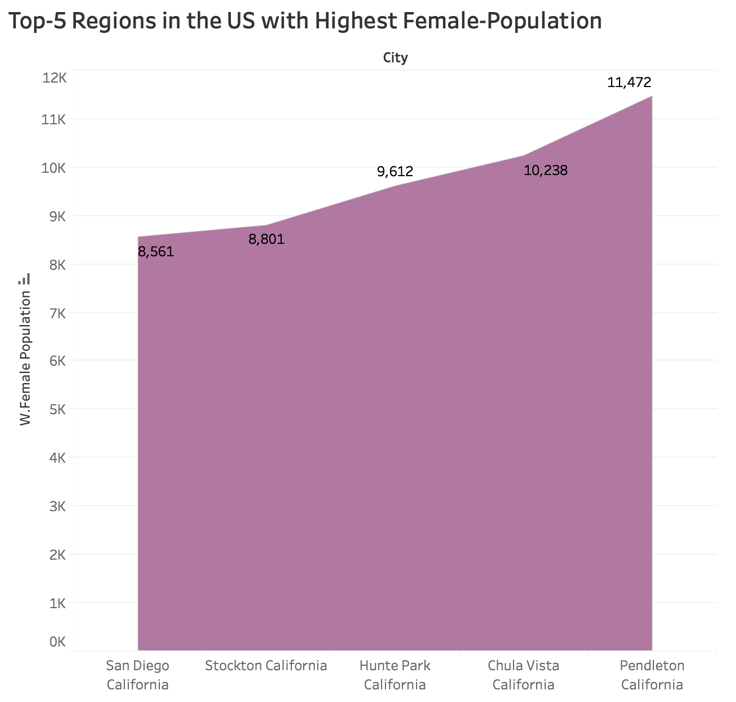 Top-5 Regions in the US with Highest Female-Population
City
12K
11K
10K
9K
8K
7K
6K
5K
4K
3K
2K
1K
0K
W.Female Population
8,561
8,801
9,612
10,238
11,472
San Diego
California
Stockton California
Hunte Park
California
Chula Vista
California
Pendleton
California